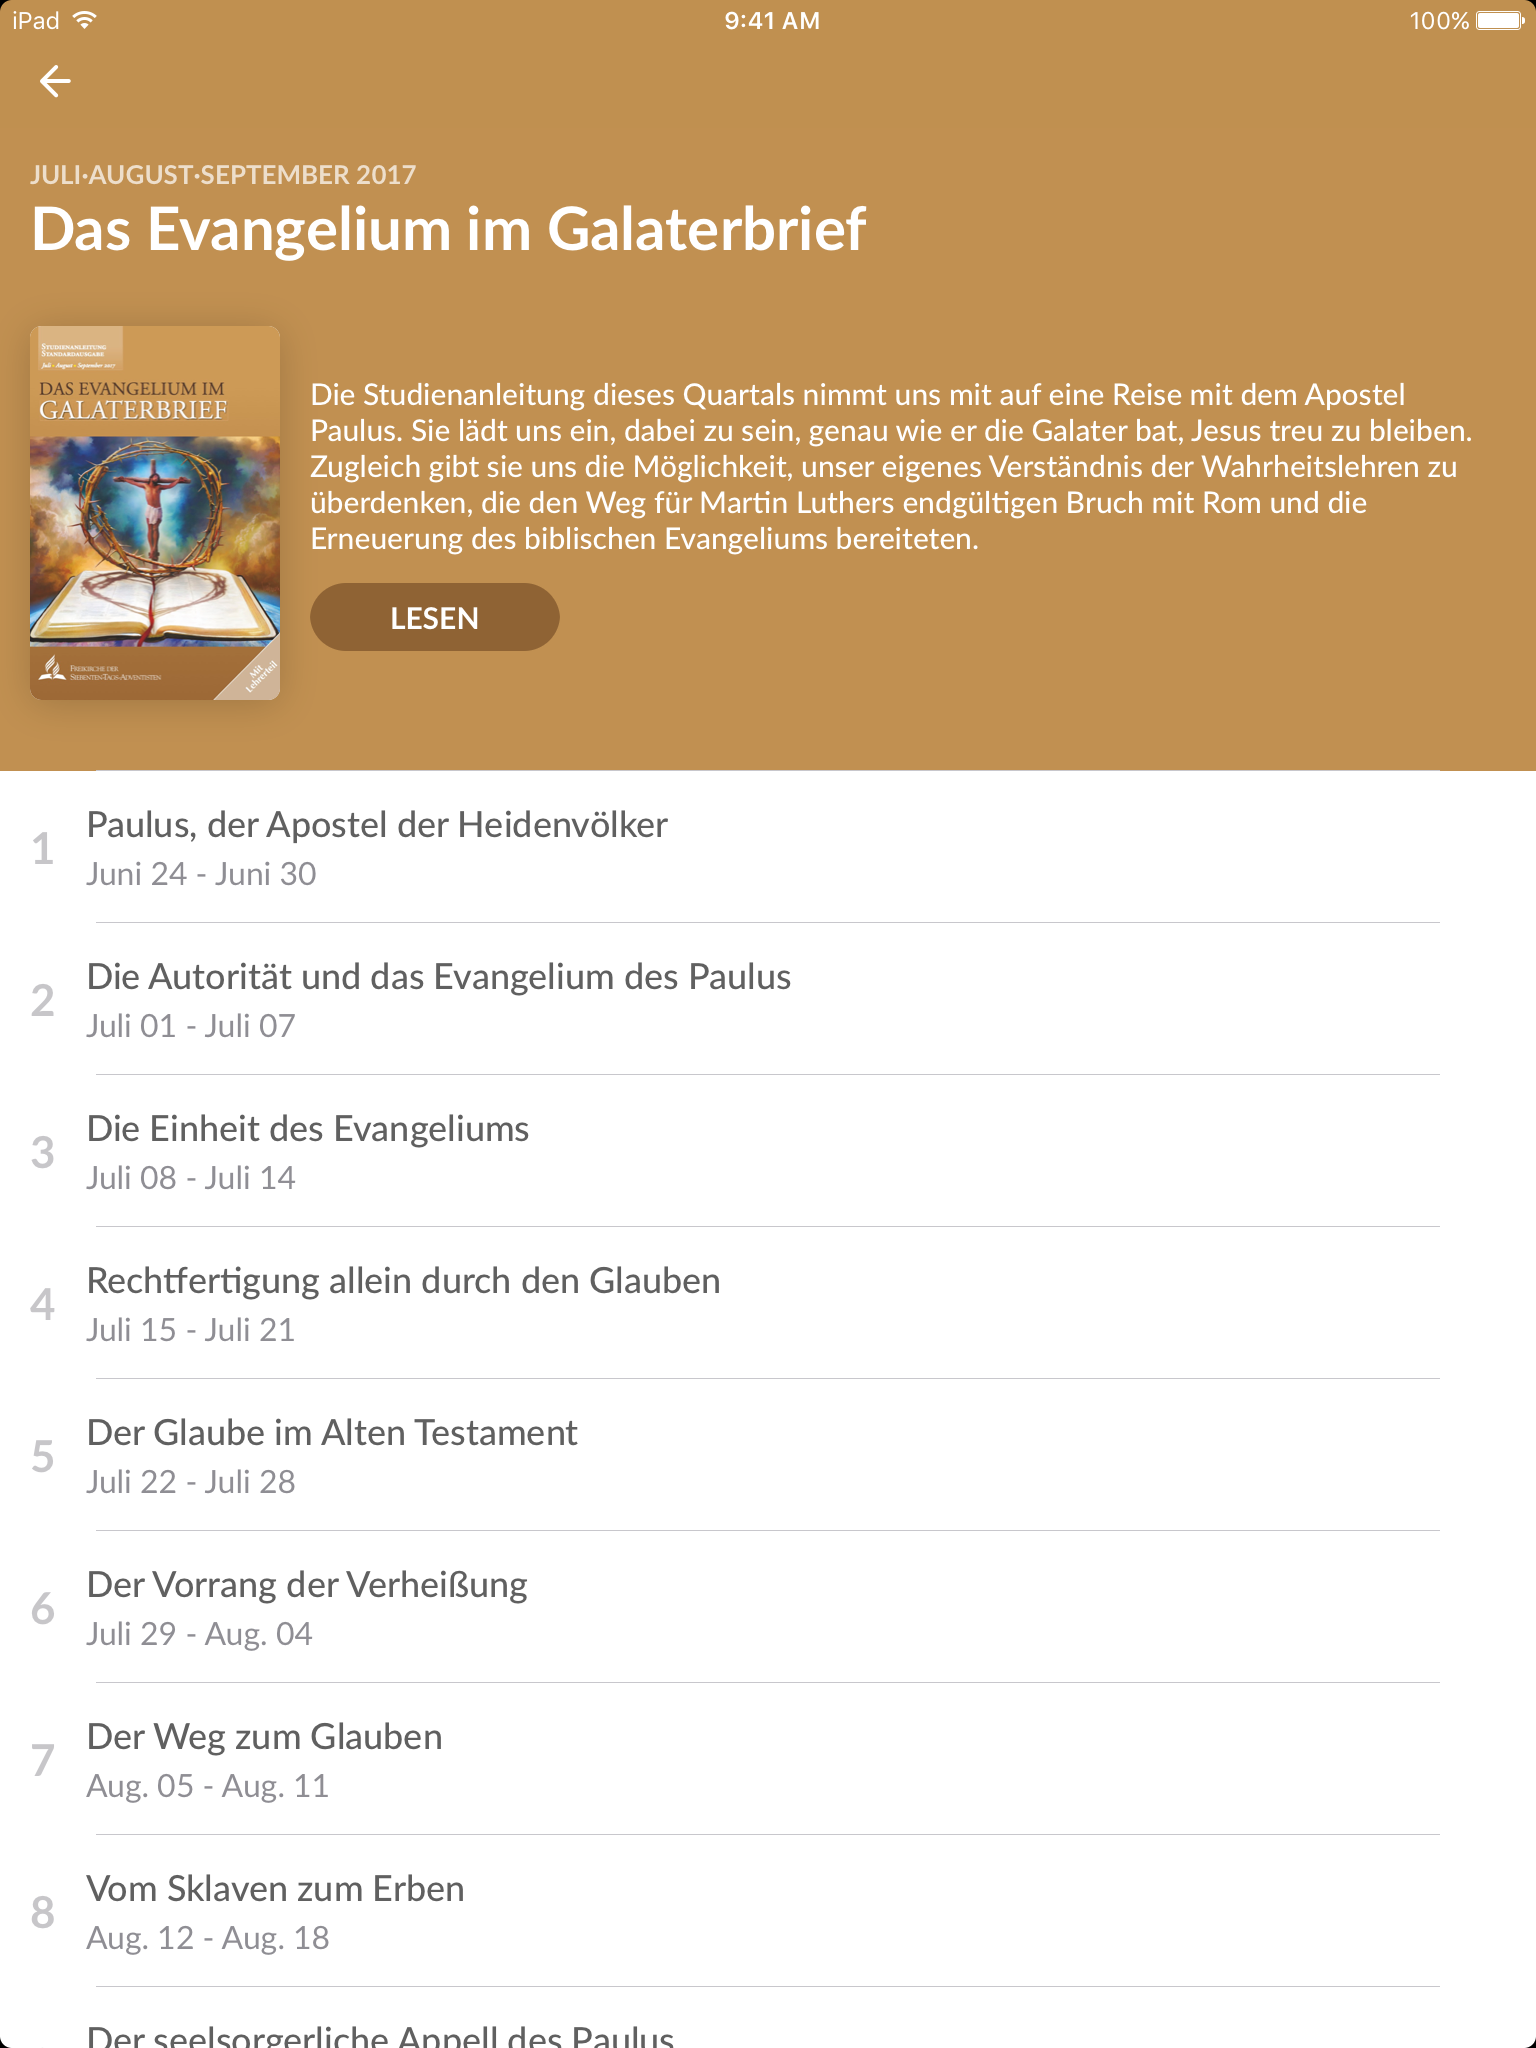 iPad
9:41 AM
100%
JULI·AUGUST·SEPTEMBER 2017
Das Evangelium im Galaterbrief
STUDIENANLEITUNG
STANDARDAUSGABE
Juli • August • September 2017
DAS EVANGELIUM IM
GALATERBRIEF
FREIKIRCHE DER
SIEBENTEN-TAGS-ADVENTISTEN
Mit
Lehrerteil
Die Studienanleitung dieses Quartals nimmt uns mit auf eine Reise mit dem Apostel
Paulus. Sie lädt uns ein, dabei zu sein, genau wie er die Galater bat, Jesus treu zu bleiben.
Zugleich gibt sie uns die Möglichkeit, unser eigenes Verständnis der Wahrheitslehren zu
überdenken, die den Weg für Martin Luthers endgültigen Bruch mit Rom und die
Erneuerung des biblischen Evangeliums bereiteten.
LESEN
1
Paulus, der Apostel der Heidenvölker
Juni 24 - Juni 30
2
Die Autorität und das Evangelium des Paulus
Juli 01 - Juli 07
3
Die Einheit des Evangeliums
Juli 08 - Juli 14
4
Rechtfertigung allein durch den Glauben
Juli 15 - Juli 21
5
Der Glaube im Alten Testament
Juli 22 - Juli 28
6
Der Vorrang der Verheißung
Juli 29 - Aug. 04
7
Der Weg zum Glauben
Aug. 05 - Aug. 11
8
Vom Sklaven zum Erben
Aug. 12 - Aug. 18
Der seelsorgerliche Appell des Paulus